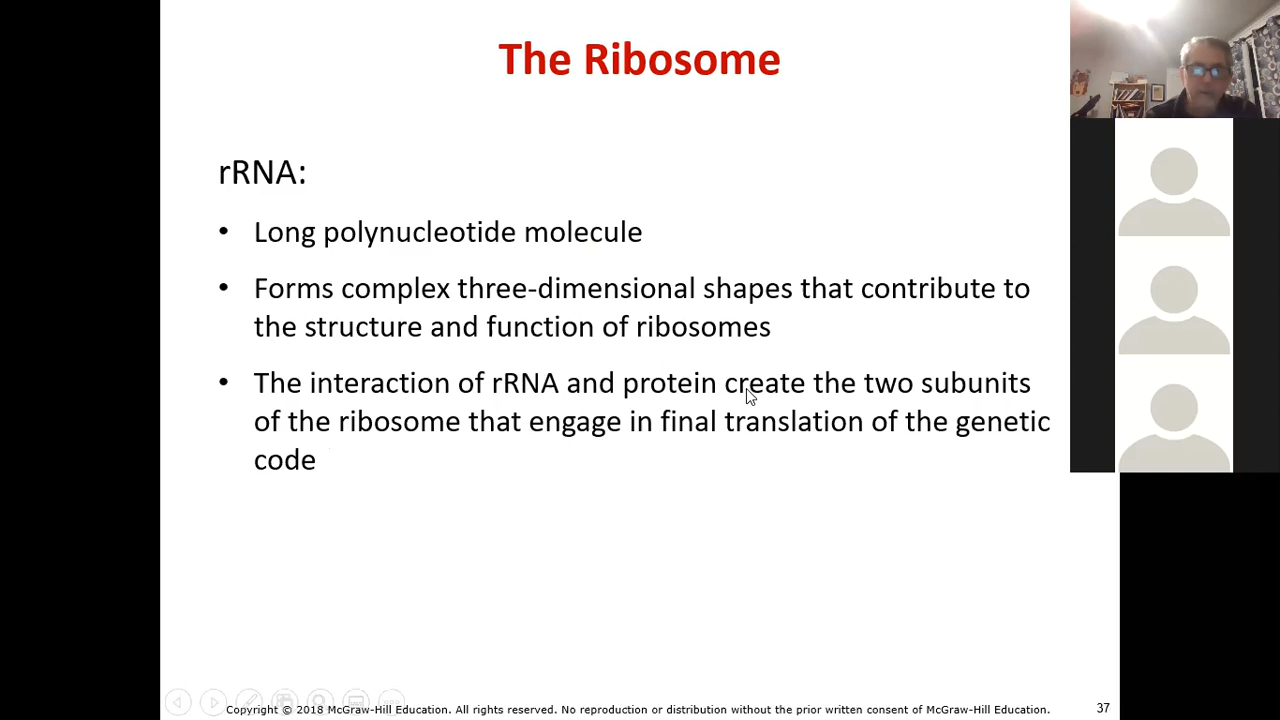 The Ribosome
rRNA:
• Long polynucleotide molecule
• Forms complex three-dimensional shapes that contribute to
the structure and function of ribosomes
• The interaction of rRNA and protein create the two subunits
of the ribosome that engage in final translation of the genetic
code
Copyright © 2018 McGraw-Hill Education. All rights reserved. No reproduction or distribution without the prior written consent of McGraw-Hill Education.
37